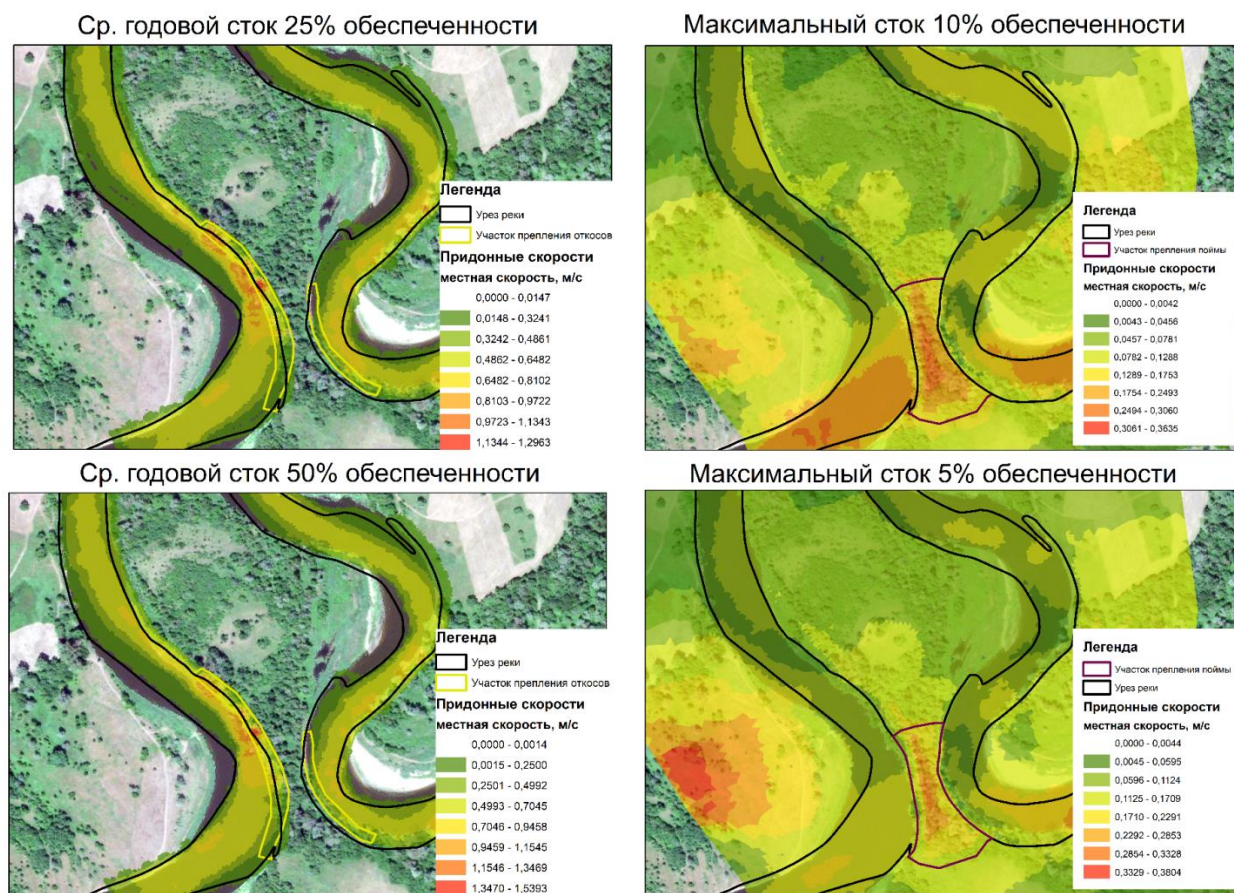 Ср. годовой сток 25% обеспеченности
Легенда
Урез реки
Участок препления откосов
Придонные скорости
местная скорость, м/с
0,0000 - 0,0147
0,0148 - 0,3241
0,3242 - 0,4861
0,4862 - 0,6482
0,6482 - 0,8102
0,8103 - 0,9722
0,9723 - 1,1343
1,1344 - 1,2963
Максимальный сток 10% обеспеченности
Легенда
Урез реки
Участок препления поймы
Придонные скорости
местная скорость, м/с
0,0000 - 0,0042
0,0043 - 0,0456
0,0457 - 0,0781
0,0782 - 0,1288
0,1289 - 0,1753
0,1754 - 0,2493
0,2494 - 0,3060
0,3061 - 0,3635
Ср. годовой сток 50% обеспеченности
Легенда
Урез реки
Участок препления откосов
Придонные скорости
местная скорость, м/с
0,0000 - 0,0014
0,0015 - 0,2500
0,2501 - 0,4992
0,4993 - 0,7045
0,7046 - 0,9458
0,9459 - 1,1545
1,1546 - 1,3469
1,3470 - 1,5393
Максимальный сток 5% обеспеченности
Легенда
Участок препления поймы
Урез реки
Придонные скорости
местная скорость, м/с
0,0000 - 0,0044
0,0045 - 0,0595
0,0596 - 0,1124
0,1125 - 0,1709
0,1710 - 0,2291
0,2292 - 0,2853
0,2854 - 0,3328
0,3329 - 0,3804